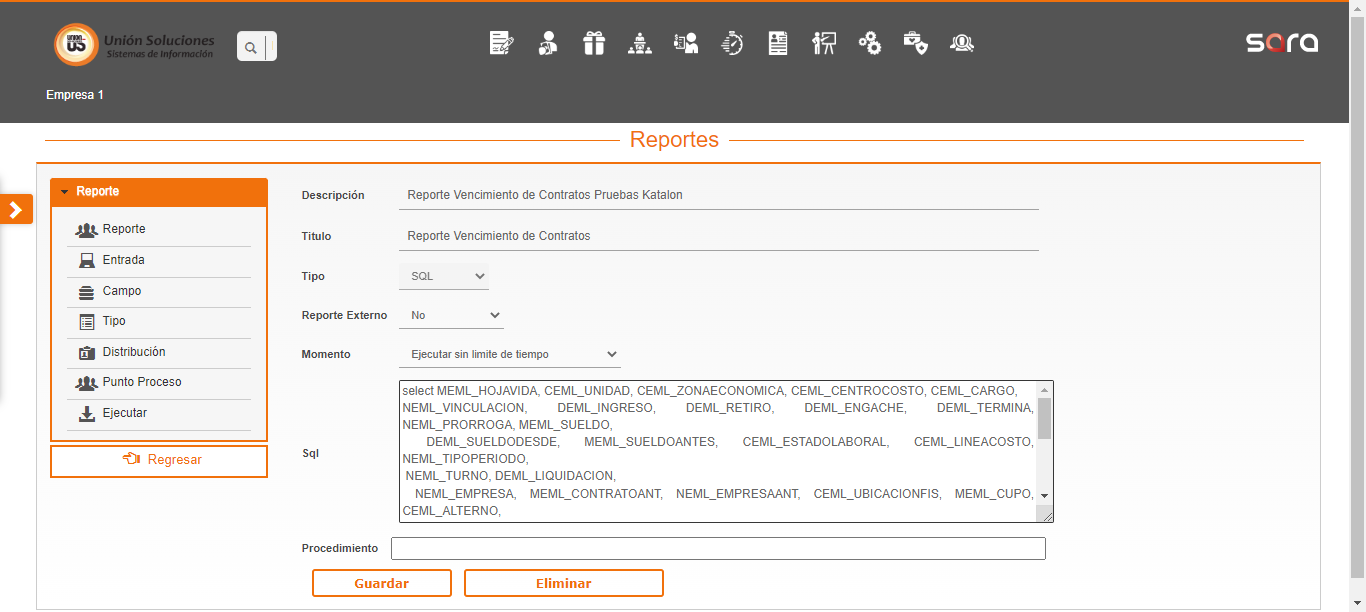 Unión Soluciones
Sistemas de Información
sara
Empresa 1
Reportes
Reporte
Reporte
Entrada
Campo
Tipo
Distribución
Punto Proceso
Ejecutar
Regresar
Descripción Reporte Vencimiento de Contratos Pruebas Katalon
Titulo Reporte Vencimiento de Contratos
Tipo SQL
Reporte Externo No
Momento Ejecutar sin limite de tiempo
Sql
select MEML_HOJAVIDA, CEML_UNIDAD, CEML_ZONAECONOMICA, CEML_CENTROCOSTO, CEML_CARGO,
NEML_VINCULACION, DEML_INGRESO, DEML_RETIRO, DEML_ENGACHE, DEML_TERMINA,
NEML_PRORROGA, MEML_SUELDO,
DEML_SUELDODESDE, MEML_SUELDOANTES, CEML_ESTADOLABORAL, CEML_LINEACOSTO,
NEML_TIPOPERIODO,
NEML_TURNO, DEML_LIQUIDACION,
NEML_EMPRESA, MEML_CONTRATOANT, NEML_EMPRESAANT, CEML_UBICACIONFIS, MEML_CUPO,
CEML_ALTERNO,
Procedimiento
Guardar Eliminar